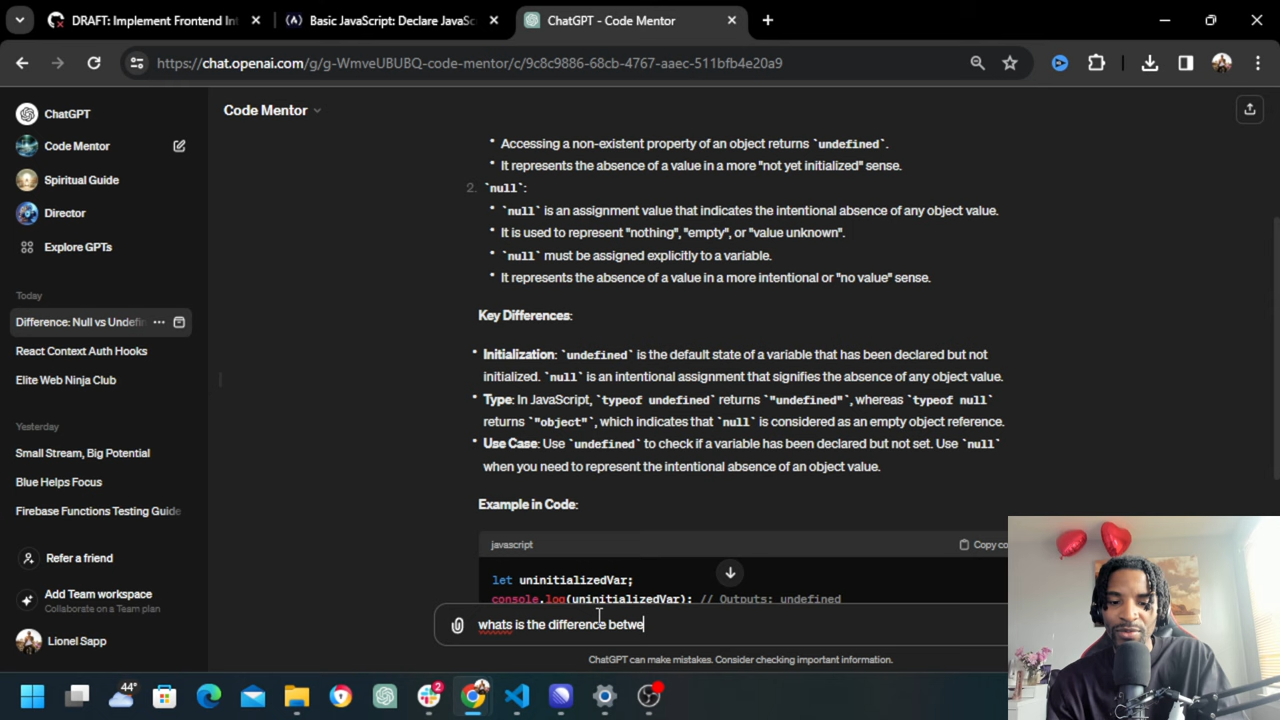 DRAFT: Implement Frontend Int
Basic JavaScript: Declare JavaSc
ChatGPT - Code Mentor
https://chat.openai.com/g/g-WmveUBUBQ-code-mentor/c/9c8c9886-68cb-4767-aaec-511bfb4e20a9
ChatGPT
Code Mentor
Spiritual Guide
Director
Explore GPTs
Today
Difference: Null vs Undefin
React Context Auth Hooks
Elite Web Ninja Club
Yesterday
Small Stream, Big Potential
Blue Helps Focus
Firebase Functions Testing Guide
Refer a friend
Add Team workspace
Collaborate on a Team plan
Lionel Sapp
Code Mentor
• Accessing a non-existent property of an object returns `undefined`.
• It represents the absence of a value in a more "not yet initialized" sense.
2. `null`:
• `null` is an assignment value that indicates the intentional absence of any object value.
• It is used to represent "nothing", "empty", or "value unknown".
• `null` must be assigned explicitly to a variable.
• It represents the absence of a value in a more intentional or "no value" sense.
Key Differences:
• Initialization: `undefined` is the default state of a variable that has been declared but not
initialized. `null` is an intentional assignment that signifies the absence of any object value.
• Type: In JavaScript, `typeof undefined` returns `"undefined"`, whereas `typeof null`
returns `"object"`, which indicates that `null` is considered as an empty object reference.
• Use Case: Use `undefined` to check if a variable has been declared but not set. Use `null`
when you need to represent the intentional absence of an object value.
Example in Code:
javascript
Copy co
let uninitializedVar;
console.log(uninitializedVar); // Outputs: undefined
whats is the difference betwe
ChatGPT can make mistakes. Consider checking important information.
44°
2